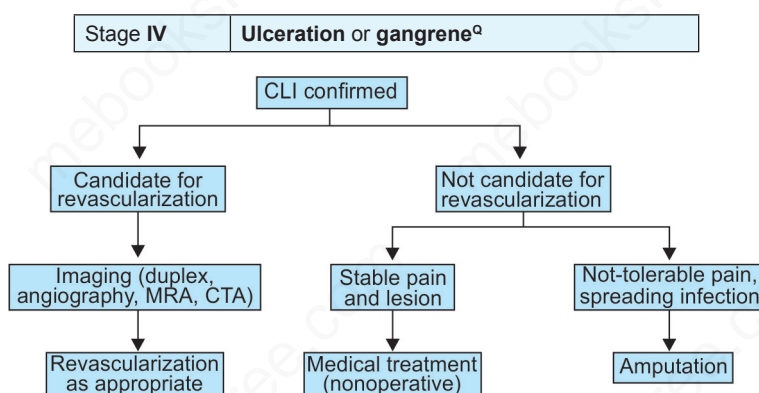 Stage IV Ulceration or gangreneQ
CLI confirmed
Candidate for
revascularization
Not candidate for
revascularization
Imaging (duplex,
angiography, MRA, CTA)
Stable pain
and lesion
Not-tolerable pain,
spreading infection
Revascularization
as appropriate
Medical treatment
(nonoperative)
Amputation